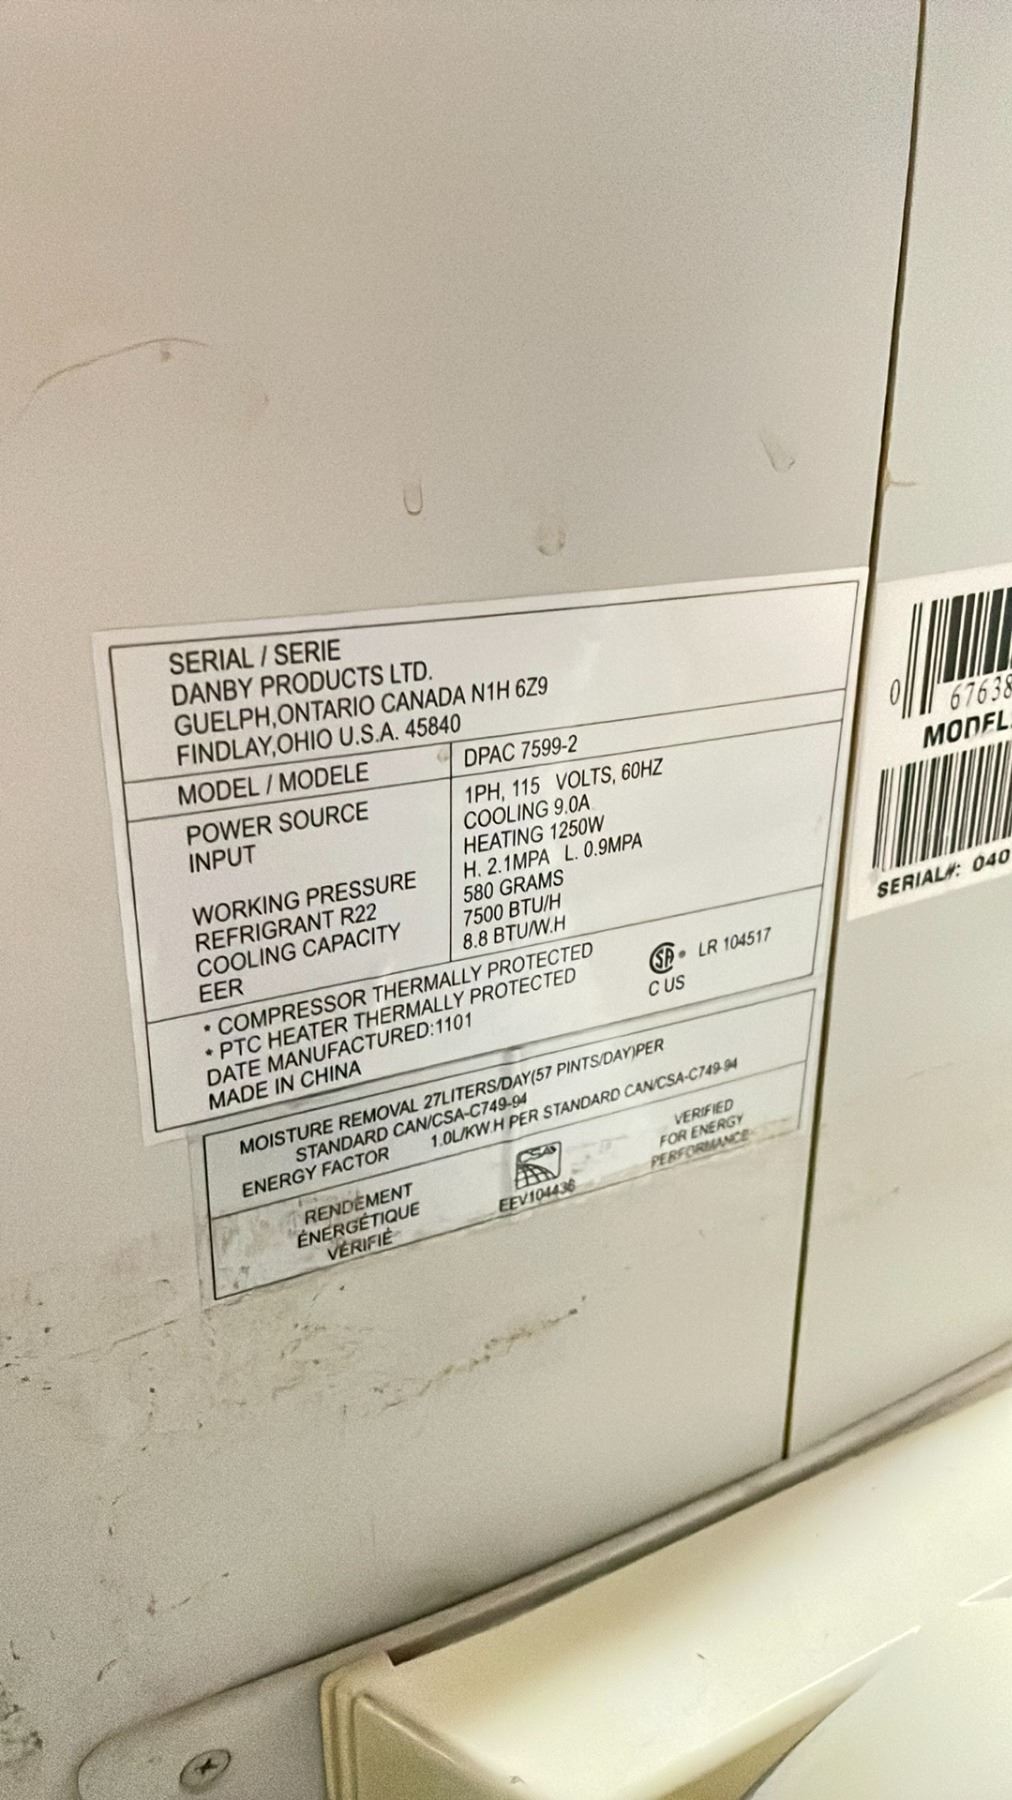 SERIAL / SERIE
DANBY PRODUCTS LTD.
GUELPH,ONTARIO CANADA N1H 6Z9
FINDLAY,OHIO U.S.A. 45840
MODEL / MODELE DPAC 7599-2
POWER SOURCE 1PH, 115 VOLTS, 60HZ
INPUT COOLING 9.0A
HEATING 1250W
WORKING PRESSURE H. 2.1MPA L. 0.9MPA
REFRIGRANT R22 580 GRAMS
COOLING CAPACITY 7500 BTU/H
EER 8.8 BTU/W.H
* COMPRESSOR THERMALLY PROTECTED
* PTC HEATER THERMALLY PROTECTED
DATE MANUFACTURED:1101
MADE IN CHINA
SA ® LR 104517
C US
MOISTURE REMOVAL 27LITERS/DAY(57 PINTS/DAY)PER
STANDARD CAN/CSA-C749-94
ENERGY FACTOR 1.0L/KW.H PER STANDARD CAN/CSA-C749-94
RENDEMENT
ÉNERGÉTIQUE
VÉRIFIÉ
CSA
EEV104436
VERIFIED
FOR ENERGY
PERFORMANCE
0 67638
MODEL
SERIAL#: 040